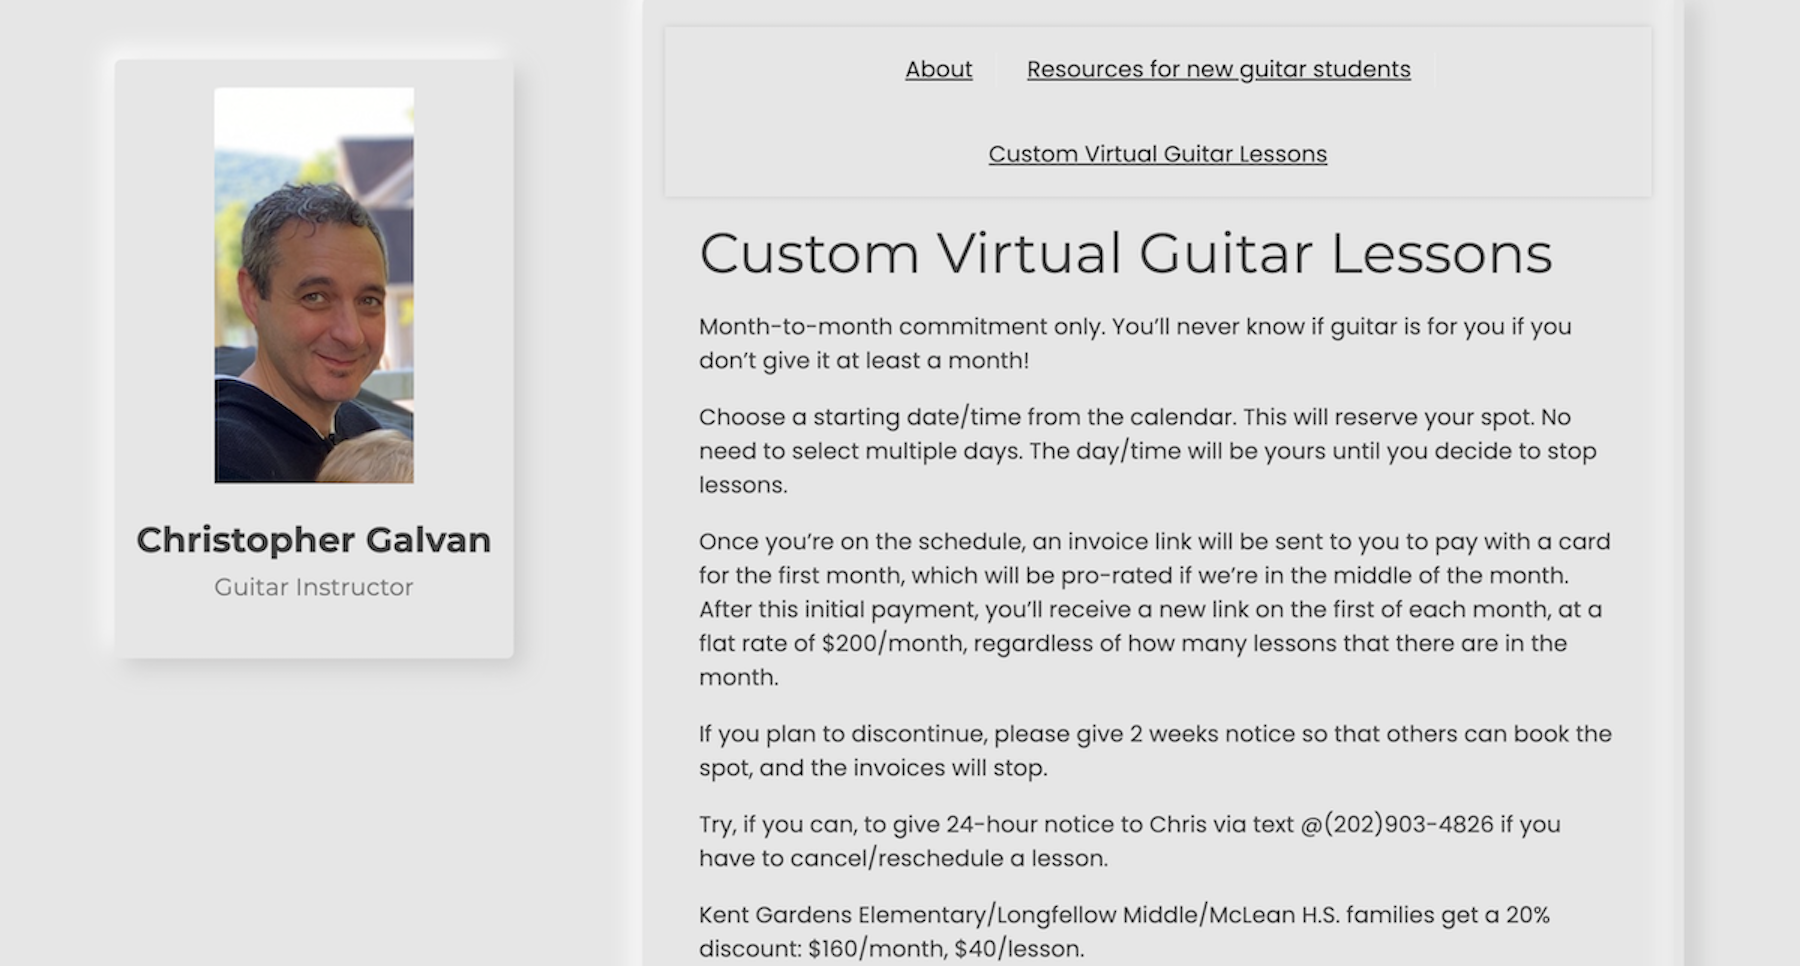 About
Resources for new guitar students
Custom Virtual Guitar Lessons
Christopher Galvan
Guitar Instructor
Custom Virtual Guitar Lessons
Month-to-month commitment only. You’ll never know if guitar is for you if you
don’t give it at least a month!
Choose a starting date/time from the calendar. This will reserve your spot. No
need to select multiple days. The day/time will be yours until you decide to stop
lessons.
Once you’re on the schedule, an invoice link will be sent to you to pay with a card
for the first month, which will be pro-rated if we’re in the middle of the month.
After this initial payment, you’ll receive a new link on the first of each month, at a
flat rate of $200/month, regardless of how many lessons that there are in the
month.
If you plan to discontinue, please give 2 weeks notice so that others can book the
spot, and the invoices will stop.
Try, if you can, to give 24-hour notice to Chris via text @(202)903-4826 if you
have to cancel/reschedule a lesson.
Kent Gardens Elementary/Longfellow Middle/McLean H.S. families get a 20%
discount: $160/month, $40/lesson.